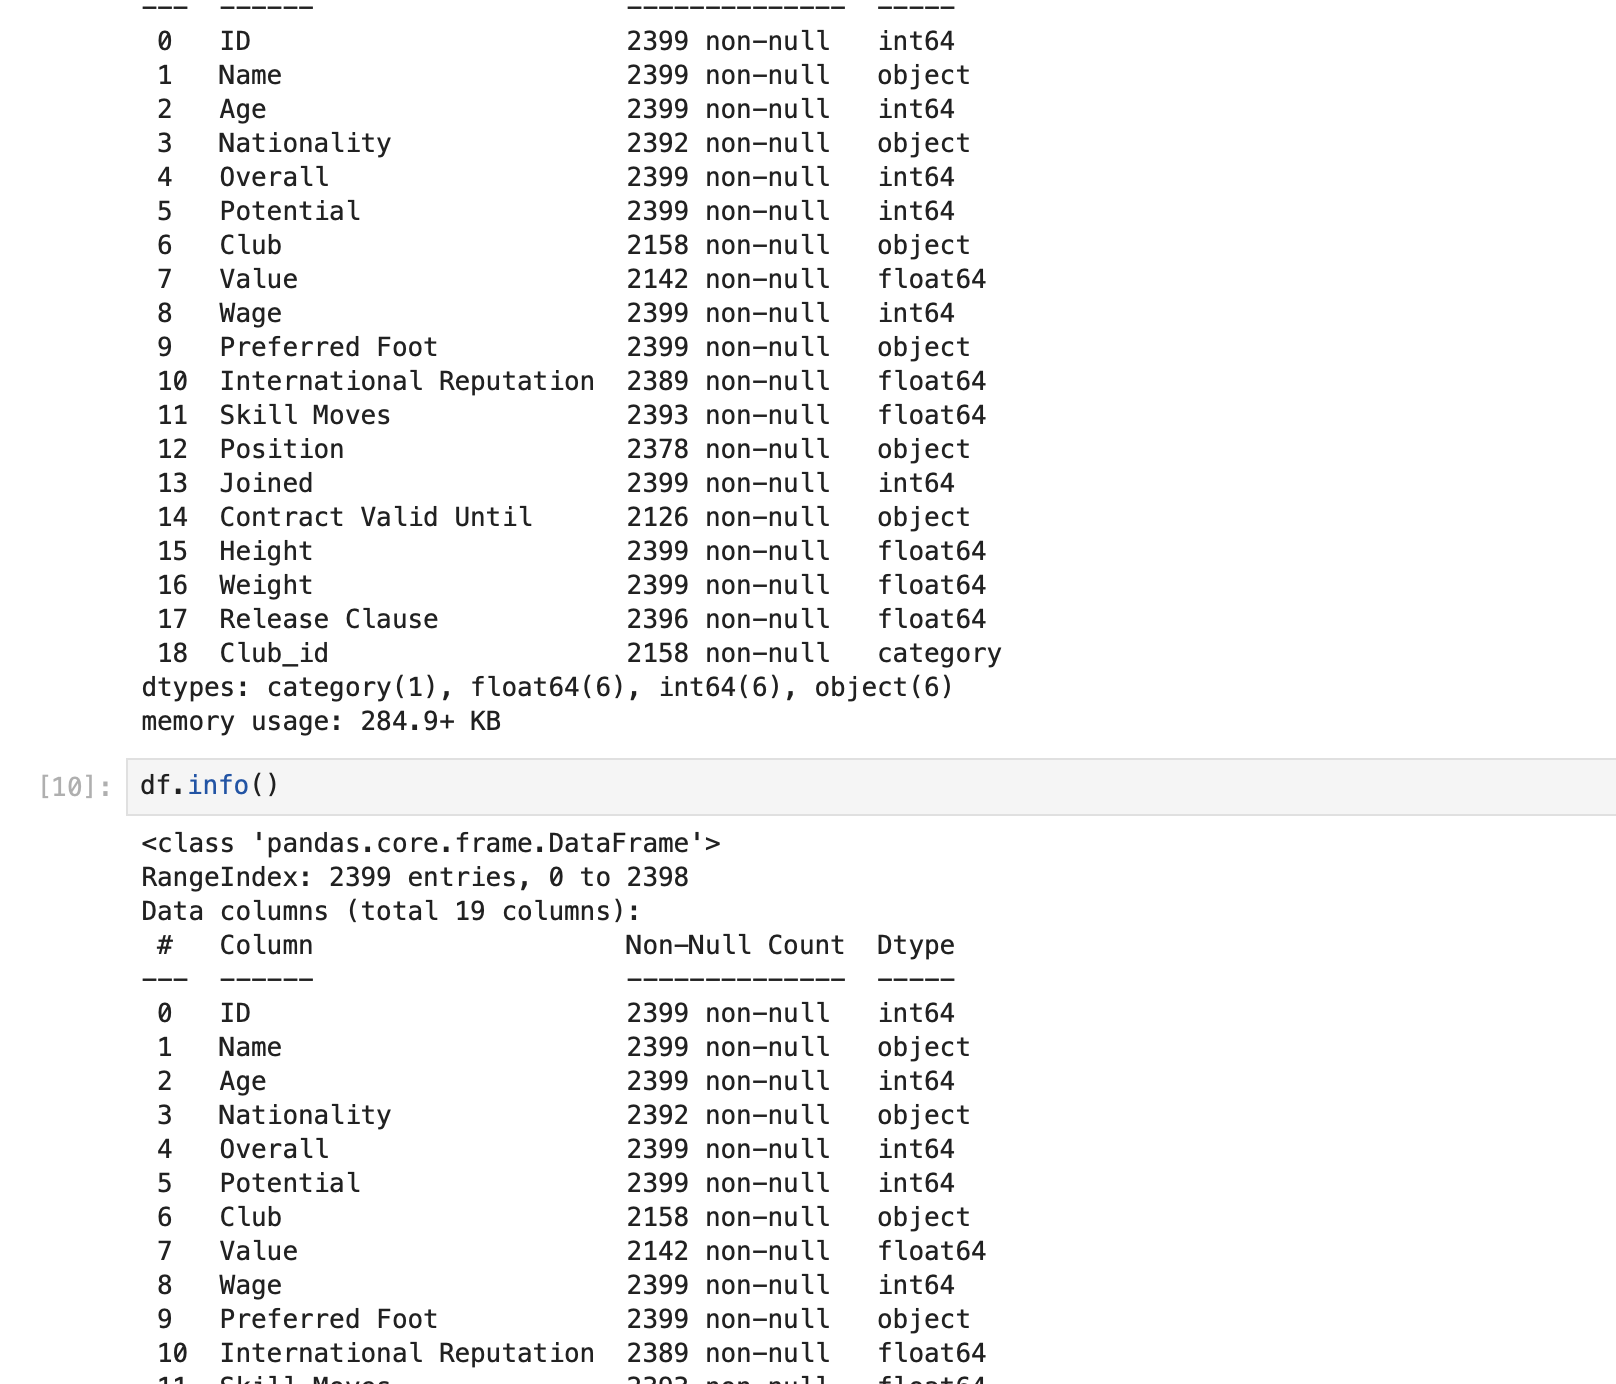 ---  ------                    --------------  -----
 0   ID                        2399 non-null   int64
 1   Name                      2399 non-null   object
 2   Age                       2399 non-null   int64
 3   Nationality               2392 non-null   object
 4   Overall                   2399 non-null   int64
 5   Potential                 2399 non-null   int64
 6   Club                      2158 non-null   object
 7   Value                     2142 non-null   float64
 8   Wage                      2399 non-null   int64
 9   Preferred Foot            2399 non-null   object
 10  International Reputation  2389 non-null   float64
 11  Skill Moves               2393 non-null   float64
 12  Position                  2378 non-null   object
 13  Joined                    2399 non-null   int64
 14  Contract Valid Until      2126 non-null   object
 15  Height                    2399 non-null   float64
 16  Weight                    2399 non-null   float64
 17  Release Clause            2396 non-null   float64
 18  Club_id                   2158 non-null   category
dtypes: category(1), float64(6), int64(6), object(6)
memory usage: 284.9+ KB
[10]: df.info()
<class 'pandas.core.frame.DataFrame'>
RangeIndex: 2399 entries, 0 to 2398
Data columns (total 19 columns):
 #   Column                    Non-Null Count  Dtype
---  ------                    --------------  -----
 0   ID                        2399 non-null   int64
 1   Name                      2399 non-null   object
 2   Age                       2399 non-null   int64
 3   Nationality               2392 non-null   object
 4   Overall                   2399 non-null   int64
 5   Potential                 2399 non-null   int64
 6   Club                      2158 non-null   object
 7   Value                     2142 non-null   float64
 8   Wage                      2399 non-null   int64
 9   Preferred Foot            2399 non-null   object
 10  International Reputation  2389 non-null   float64
 11  Skill Moves               2393 non-null   float64